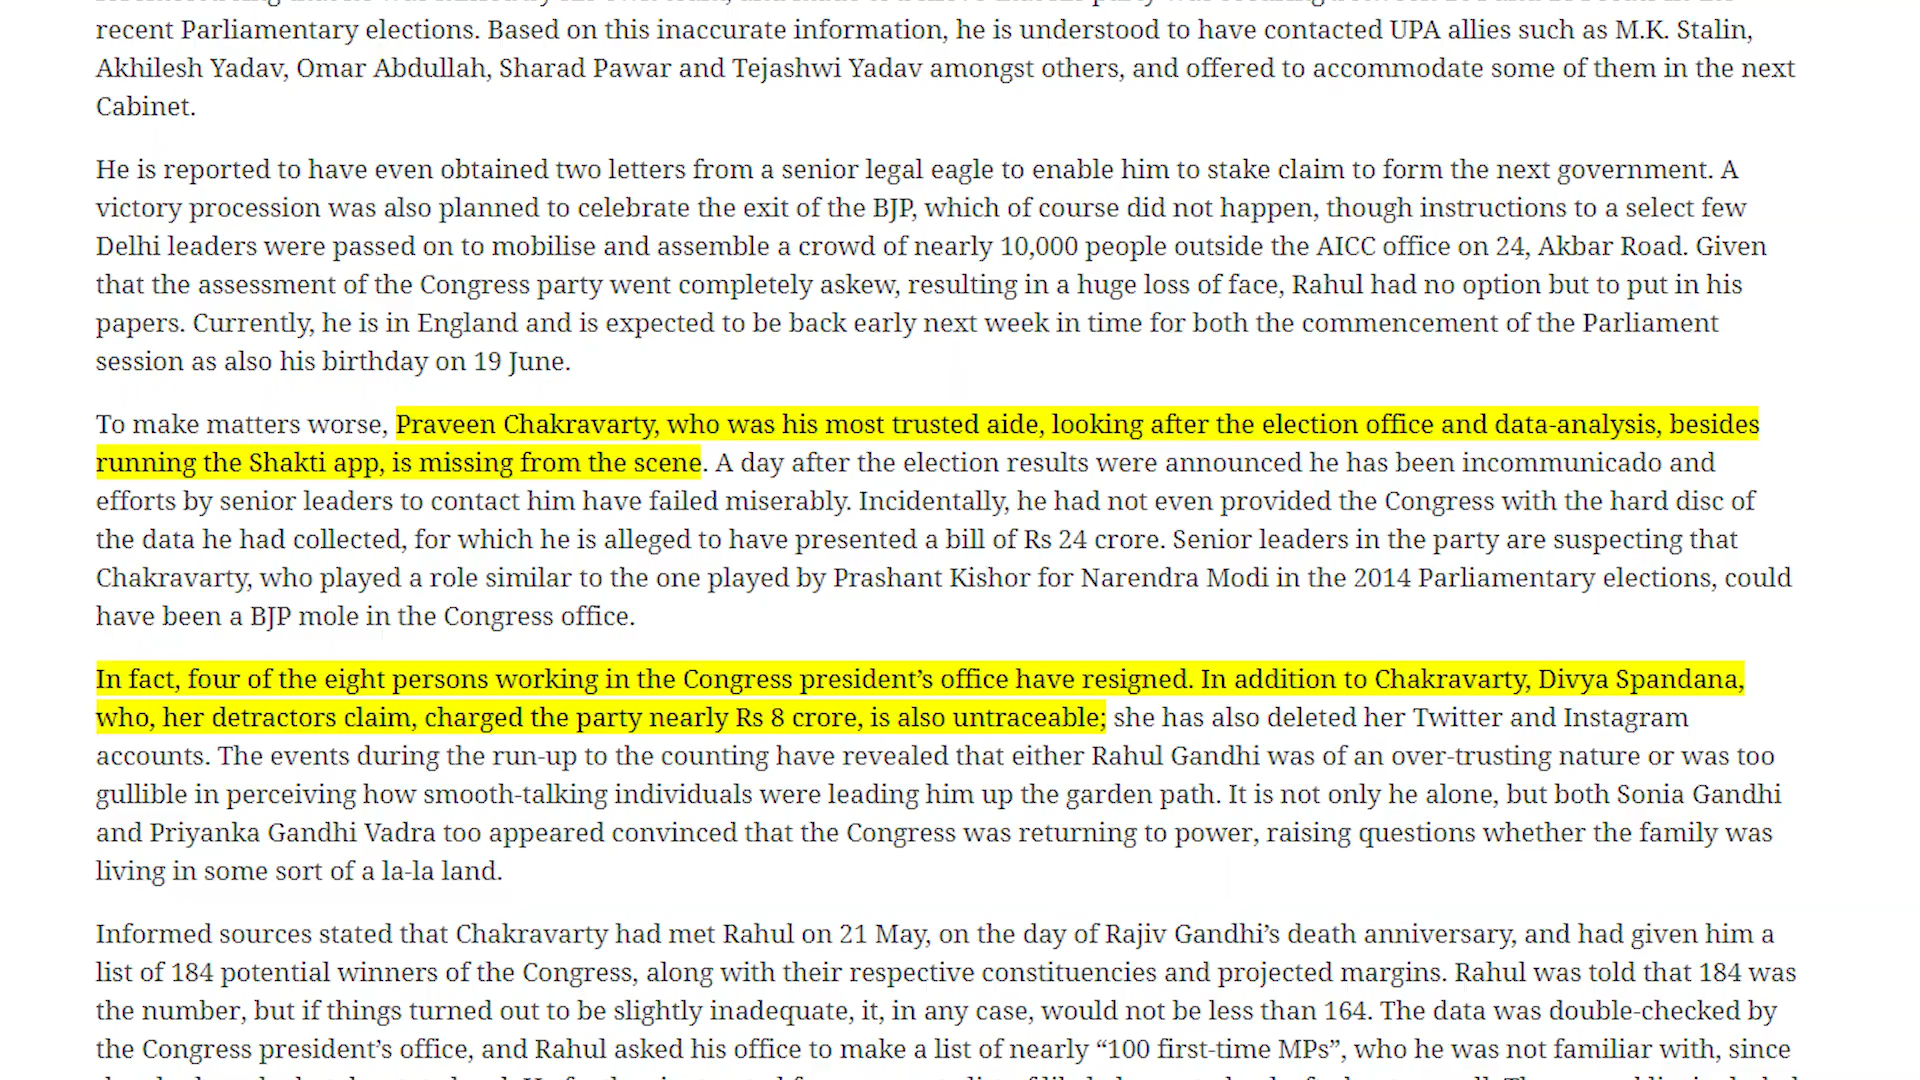 recent Parliamentary elections. Based on this inaccurate information, he is understood to have contacted UPA allies such as M.K. Stalin,
Akhilesh Yadav, Omar Abdullah, Sharad Pawar and Tejashwi Yadav amongst others, and offered to accommodate some of them in the next
Cabinet.
He is reported to have even obtained two letters from a senior legal eagle to enable him to stake claim to form the next government. A
victory procession was also planned to celebrate the exit of the BJP, which of course did not happen, though instructions to a select few
Delhi leaders were passed on to mobilise and assemble a crowd of nearly 10,000 people outside the AICC office on 24, Akbar Road. Given
that the assessment of the Congress party went completely askew, resulting in a huge loss of face, Rahul had no option but to put in his
papers. Currently, he is in England and is expected to be back early next week in time for both the commencement of the Parliament
session as also his birthday on 19 June.
To make matters worse, Praveen Chakravarty, who was his most trusted aide, looking after the election office and data-analysis, besides
running the Shakti app, is missing from the scene. A day after the election results were announced he has been incommunicado and
efforts by senior leaders to contact him have failed miserably. Incidentally, he had not even provided the Congress with the hard disc of
the data he had collected, for which he is alleged to have presented a bill of Rs 24 crore. Senior leaders in the party are suspecting that
Chakravarty, who played a role similar to the one played by Prashant Kishor for Narendra Modi in the 2014 Parliamentary elections, could
have been a BJP mole in the Congress office.
In fact, four of the eight persons working in the Congress president’s office have resigned. In addition to Chakravarty, Divya Spandana,
who, her detractors claim, charged the party nearly Rs 8 crore, is also untraceable; she has also deleted her Twitter and Instagram
accounts. The events during the run-up to the counting have revealed that either Rahul Gandhi was of an over-trusting nature or was too
gullible in perceiving how smooth-talking individuals were leading him up the garden path. It is not only he alone, but both Sonia Gandhi
and Priyanka Gandhi Vadra too appeared convinced that the Congress was returning to power, raising questions whether the family was
living in some sort of a la-la land.
Informed sources stated that Chakravarty had met Rahul on 21 May, on the day of Rajiv Gandhi’s death anniversary, and had given him a
list of 184 potential winners of the Congress, along with their respective constituencies and projected margins. Rahul was told that 184 was
the number, but if things turned out to be slightly inadequate, it, in any case, would not be less than 164. The data was double-checked by
the Congress president’s office, and Rahul asked his office to make a list of nearly “100 first-time MPs”, who he was not familiar with, since